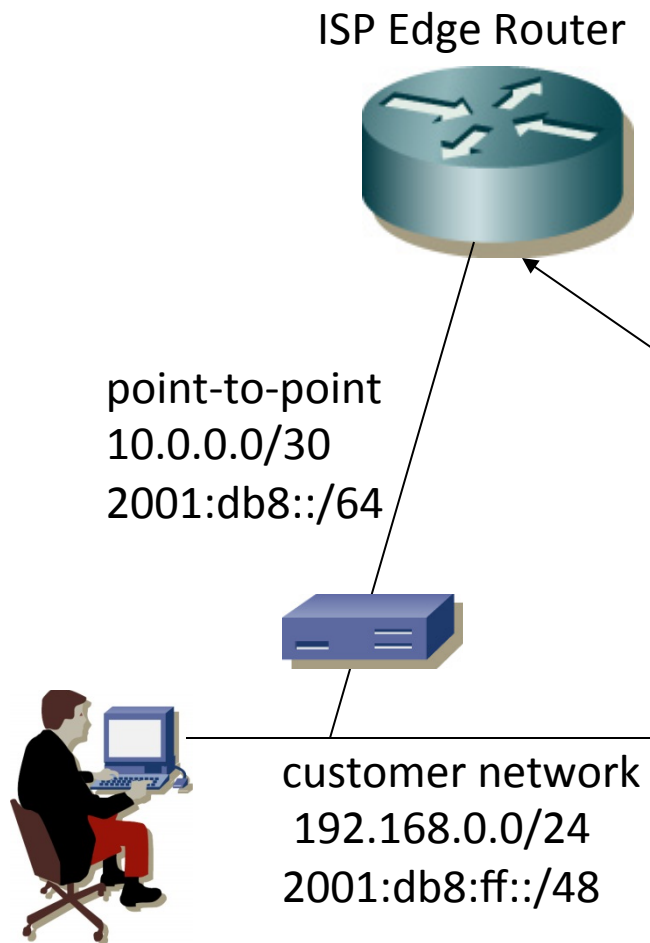 ISP Edge Router
point-to-point
10.0.0.0/30
2001:db8::/64
customer network
192.168.0.0/24
2001:db8:ff::/48